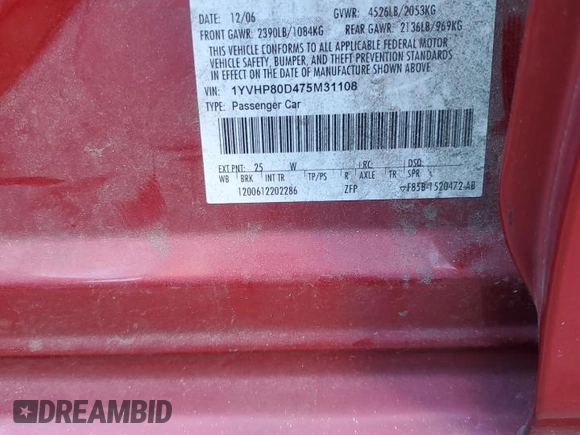 DATE: 12/06 GVWR: 4526LB/2053KG
FRONT GAWR: 2390LB/1084KG REAR GAWR: 2136LB/969KG
THIS VEHICLE CONFORMS TO ALL APPLICABLE FEDERAL MOTOR
VEHICLE SAFETY, BUMPER, AND THEFT PREVENTION STANDARDS
IN EFFECT ON THE DATE OF MANUFACTURE SHOWN ABOVE.
VIN: 1YVHP80D475M31108
TYPE: Passenger Car
EXT PNT: 25 W RC: DSO:
WB BRK INT TR TP/PS R AXLE TR SPR
1200612202286 ZFP F85B-1520472-AB
DREAMBID